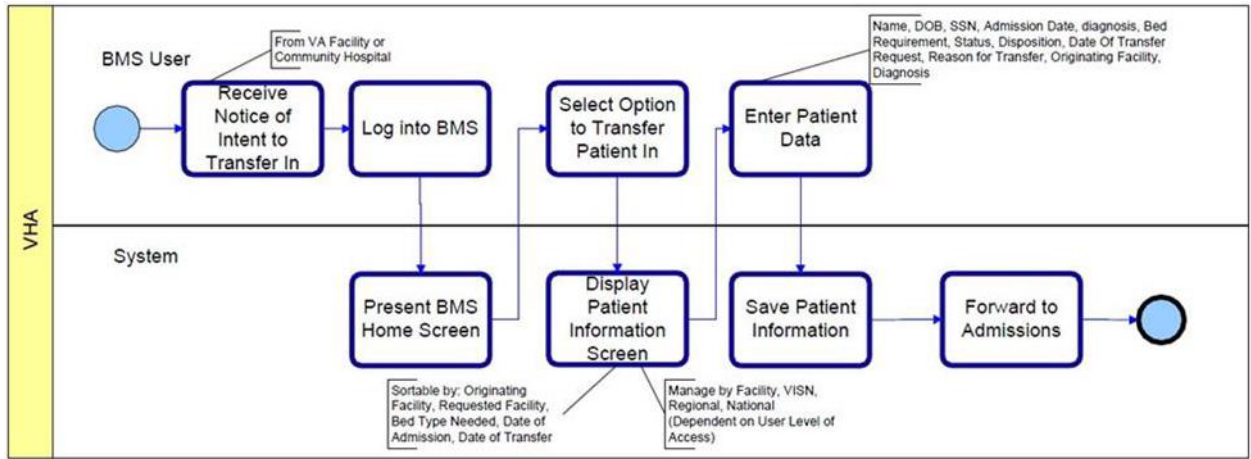 VHA
BMS User
From VA Facility or
Community Hospital
Name, DOB, SSN, Admission Date, diagnosis, Bed
Requirement, Status, Disposition, Date Of Transfer
Request, Reason for Transfer, Originating Facility,
Diagnosis
Receive
Notice of
Intent to
Transfer In
Log into BMS
Select Option
to Transfer
Patient In
Enter Patient
Data
System
Present BMS
Home Screen
Display
Patient
Information
Screen
Save Patient
Information
Forward to
Admissions
Sortable by: Originating
Facility, Requested Facility,
Bed Type Needed, Date of
Admission, Date of Transfer
Manage by Facility, VISN,
Regional, National
(Dependent on User Level of
Access)